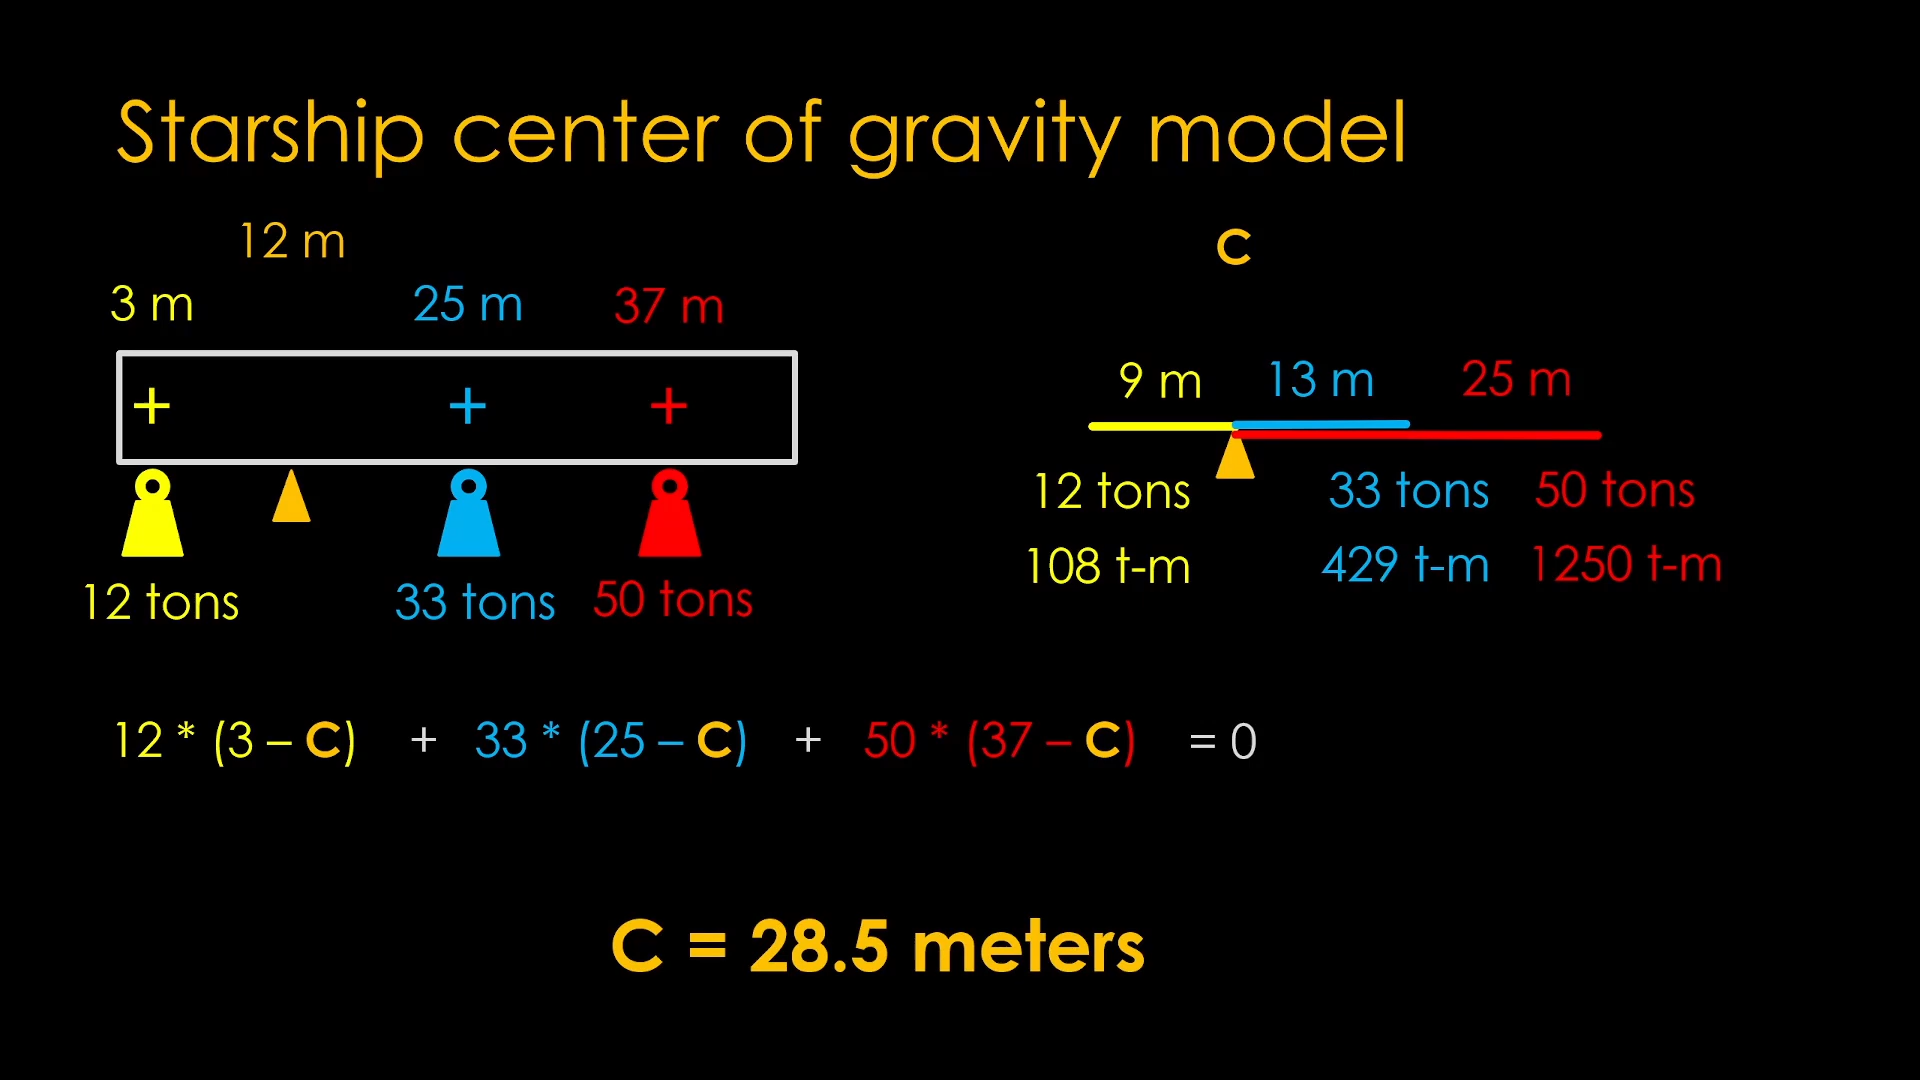 Starship center of gravity model
12 m
C
3 m 25 m 37 m
9 m 13 m 25 m
12 tons 33 tons 50 tons
108 t-m 429 t-m 1250 t-m
12 tons 33 tons 50 tons
12 * (3 – C) + 33 * (25 – C) + 50 * (37 – C) = 0
C = 28.5 meters